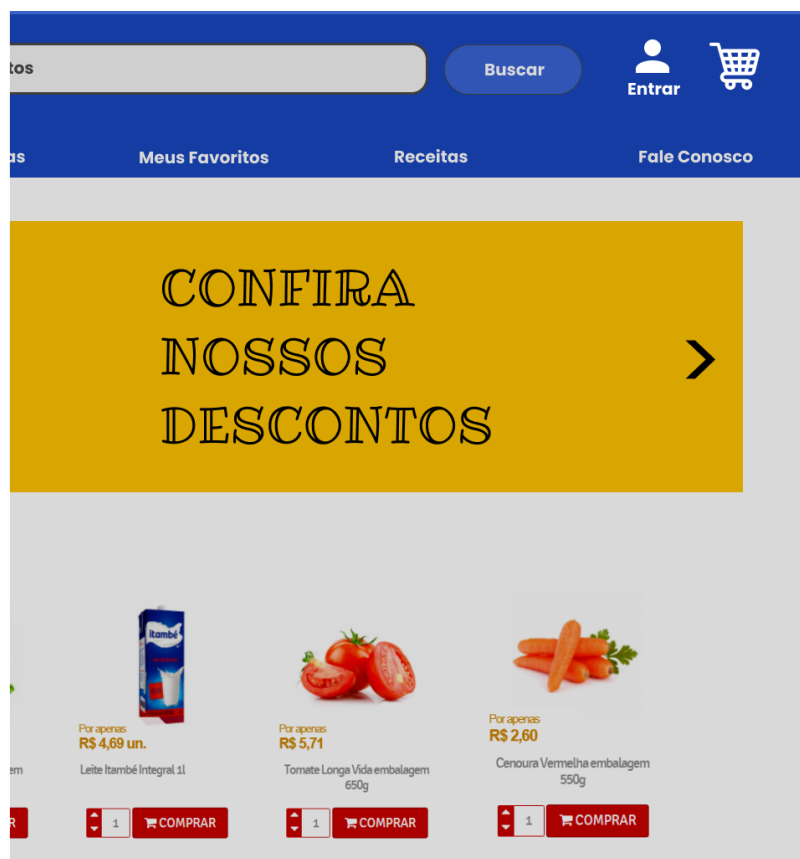 tos
Buscar
Entrar
as
Meus Favoritos
Receitas
Fale Conosco
CONFIRA
NOSSOS
DESCONTOS
itambé
Por apenas
R$ 4,69 un.
Por apenas
R$ 5,71
Por apenas
R$ 2,60
em
Leite Itambé Integral 1l
Tomate Longa Vida embalagem
650g
Cenoura Vermelha embalagem
550g
R
1
COMPRAR
1
COMPRAR
1
COMPRAR